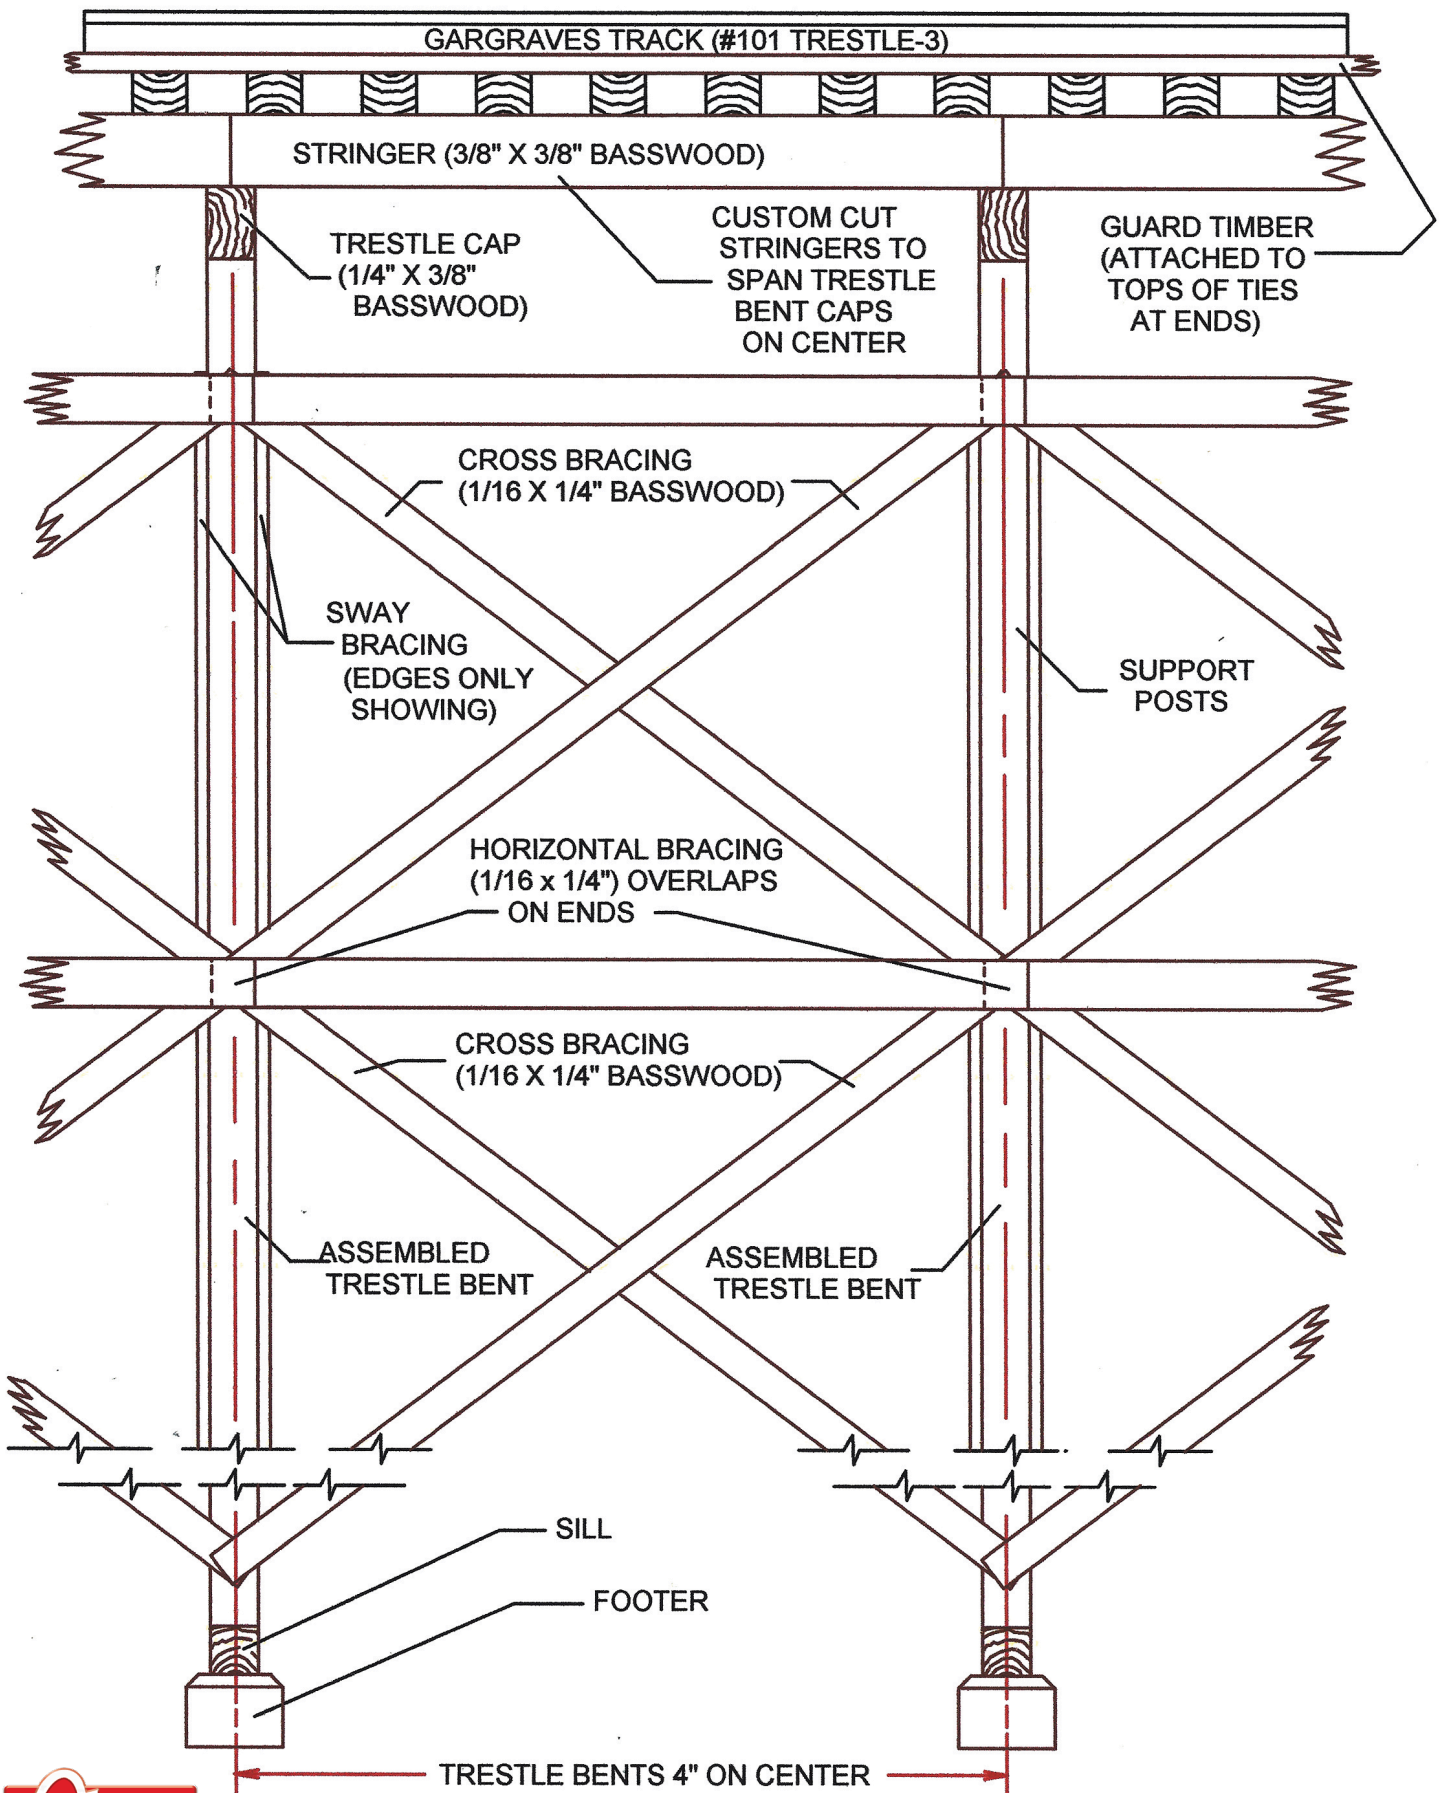 GARGRAVES TRACK (#101 TRESTLE-3)
STRINGER (3/8" X 3/8" BASSWOOD)
TRESTLE CAP
(1/4" X 3/8"
BASSWOOD)
CUSTOM CUT
STRINGERS TO
SPAN TRESTLE
BENT CAPS
ON CENTER
GUARD TIMBER
(ATTACHED TO
TOPS OF TIES
AT ENDS)
CROSS BRACING
(1/16 X 1/4" BASSWOOD)
SWAY
BRACING
(EDGES ONLY
SHOWING)
SUPPORT
POSTS
HORIZONTAL BRACING
(1/16 x 1/4") OVERLAPS
ON ENDS
CROSS BRACING
(1/16 X 1/4" BASSWOOD)
ASSEMBLED
TRESTLE BENT
ASSEMBLED
TRESTLE BENT
SILL
FOOTER
TRESTLE BENTS 4" ON CENTER